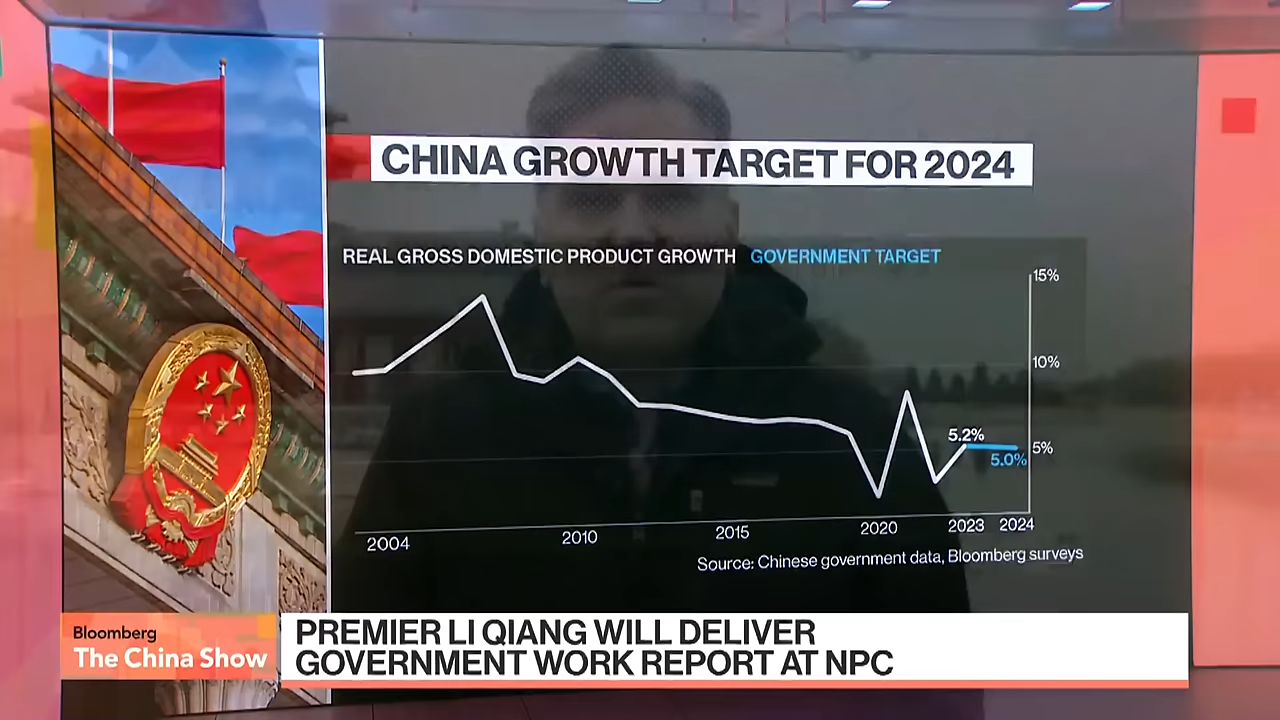 CHINA GROWTH TARGET FOR 2024
REAL GROSS DOMESTIC PRODUCT GROWTH GOVERNMENT TARGET
15%
10%
5.2%
5%
5.0%
2004 2010 2015 2020 2023 2024
Source: Chinese government data, Bloomberg surveys
Bloomberg
The China Show
PREMIER LI QIANG WILL DELIVER
GOVERNMENT WORK REPORT AT NPC